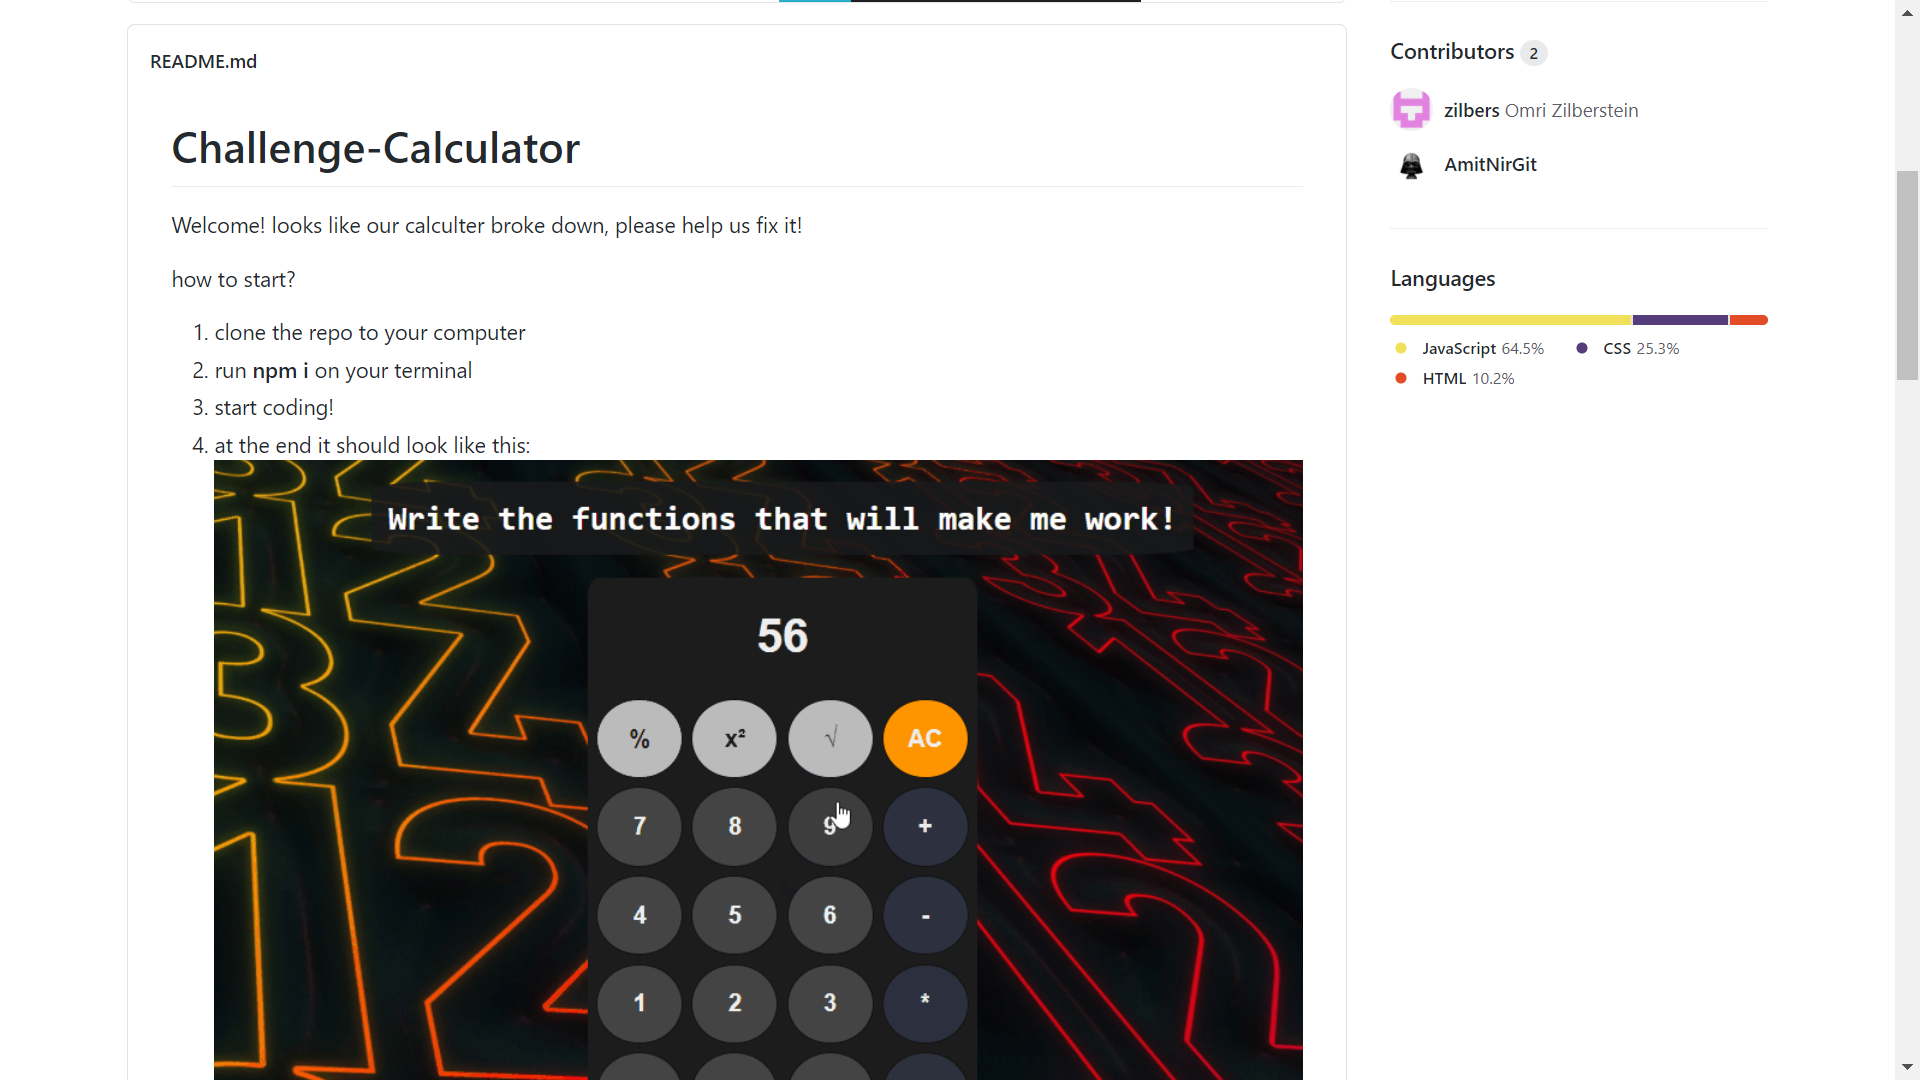 README.md
Challenge-Calculator
Welcome! looks like our calculter broke down, please help us fix it!
how to start?
1. clone the repo to your computer
2. run npm i on your terminal
3. start coding!
4. at the end it should look like this:
Write the functions that will make me work!
56
% x² √ AC
7 8 9 +
4 5 6 -
1 2 3 *
Contributors 2
zilbers Omri Zilberstein
AmitNirGit
Languages
JavaScript 64.5% CSS 25.3%
HTML 10.2%